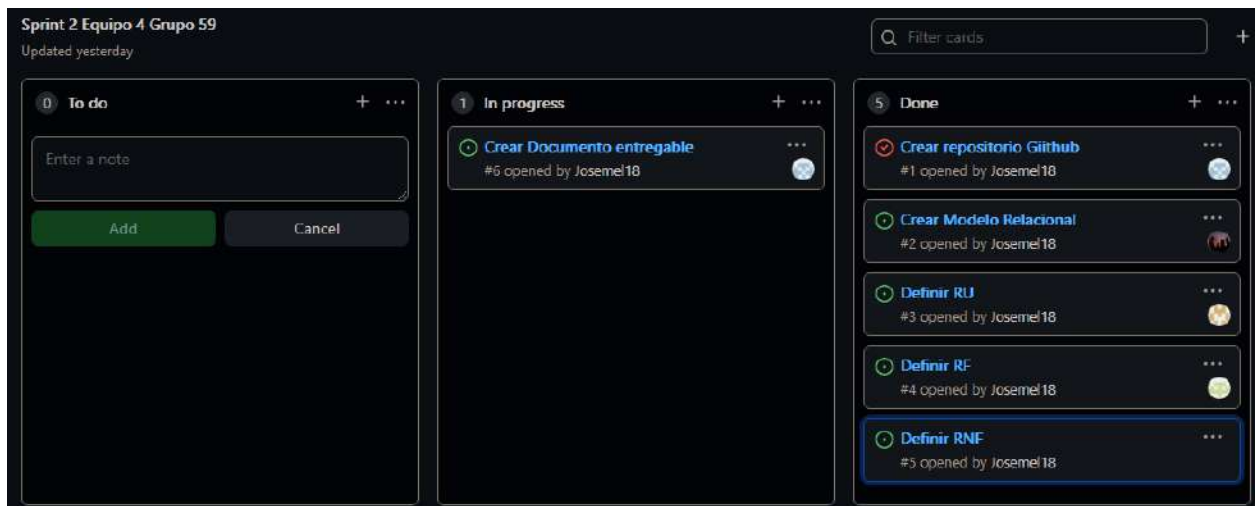 Sprint 2 Equipo 4 Grupo 59
Updated yesterday
Filter cards
0 To do
Enter a note
Add
Cancel
1 In progress
Crear Documento entregable
#6 opened by Josemel18
5 Done
Crear repositorio Giithub
#1 opened by Josemel18
Crear Modelo Relacional
#2 opened by Josemel18
Definir RU
#3 opened by Josemel18
Definir RF
#4 opened by Josemel18
Definir RNF
#5 opened by Josemel18